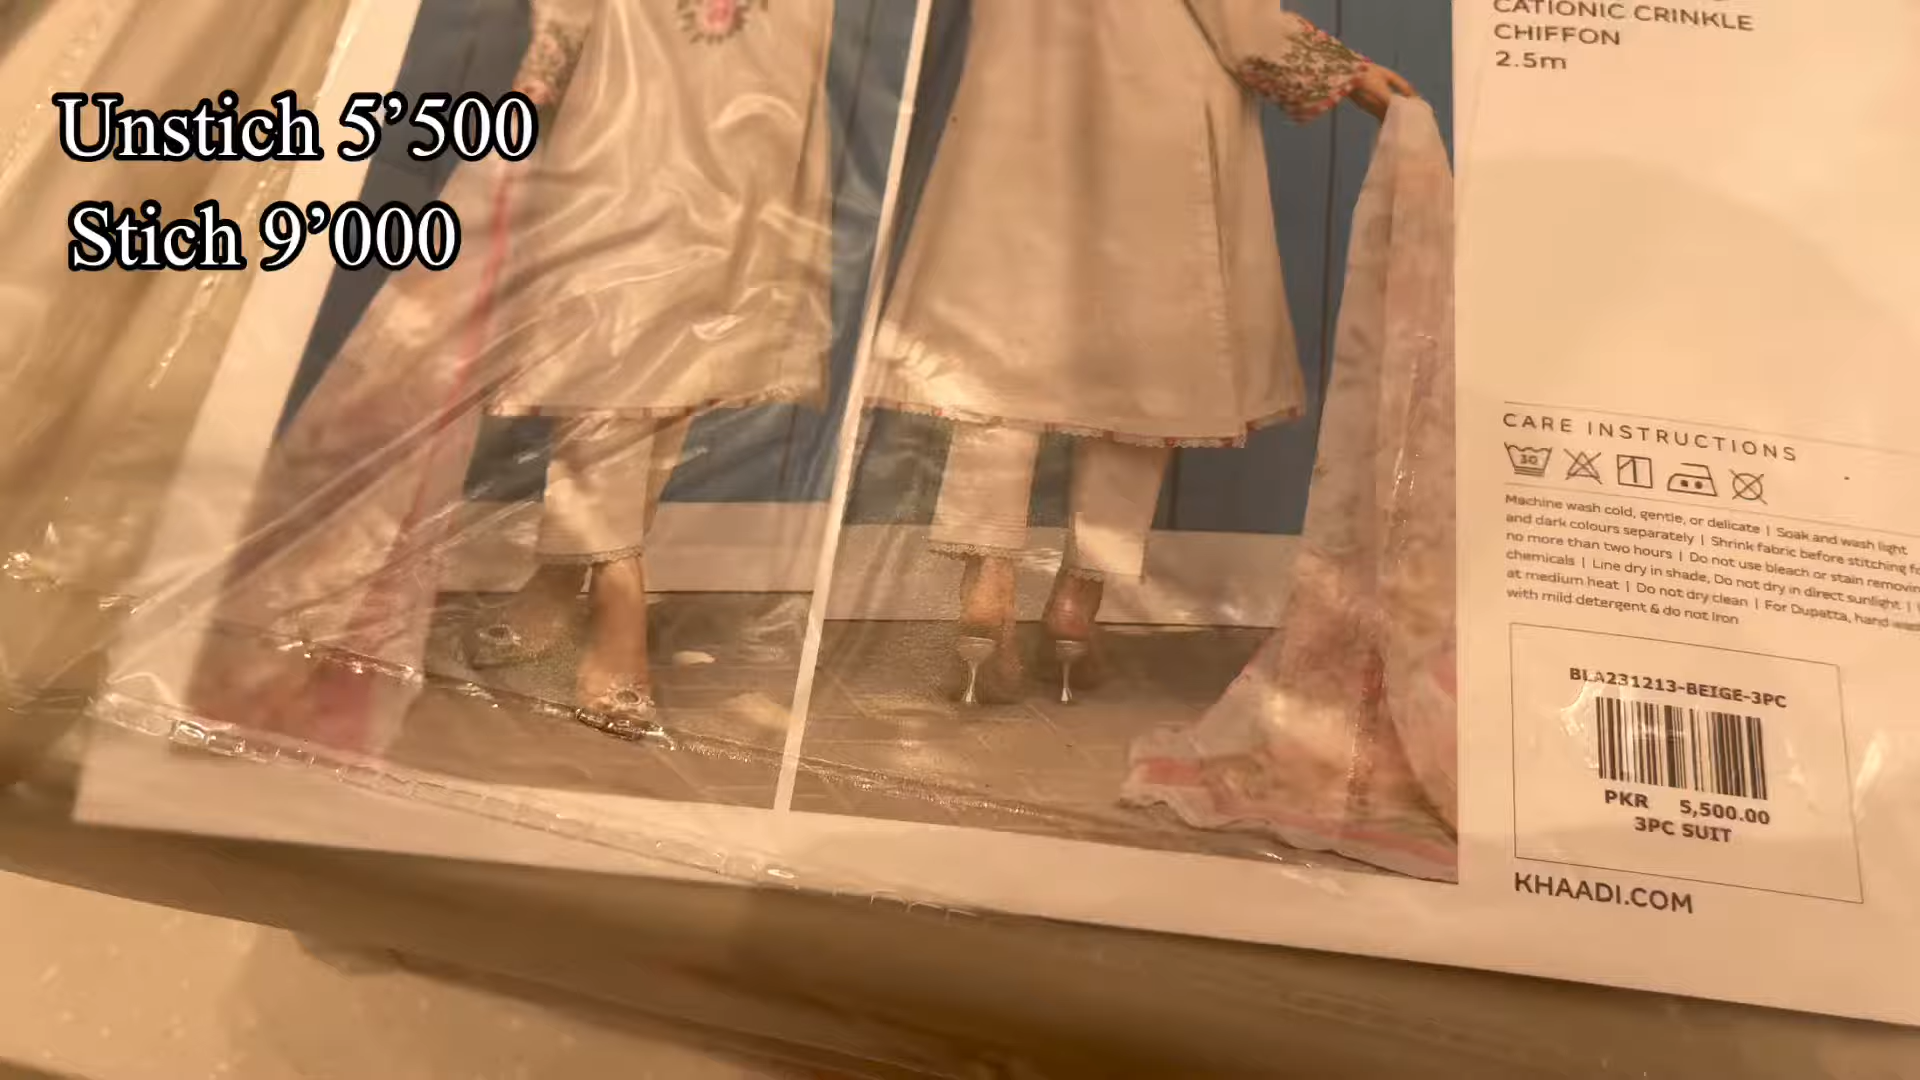 Unstich 5’500
Stich 9’000
CATIONIC CRINKLE
CHIFFON
2.5m
CARE INSTRUCTIONS
30
Machine wash cold, gentle, or delicate | Soak and wash light
and dark colours separately | Shrink fabric before stitching
no more than two hours | Do not use bleach or stain
chemicals | Line dry in shade, Do not dry in direct sunlight |
at medium heat | Do not dry clean | For Dupatta, hand
with mild detergent & do not Iron
BLA231213-BEIGE-3PC
PKR 5,500.00
3PC SUIT
KHAADI.COM